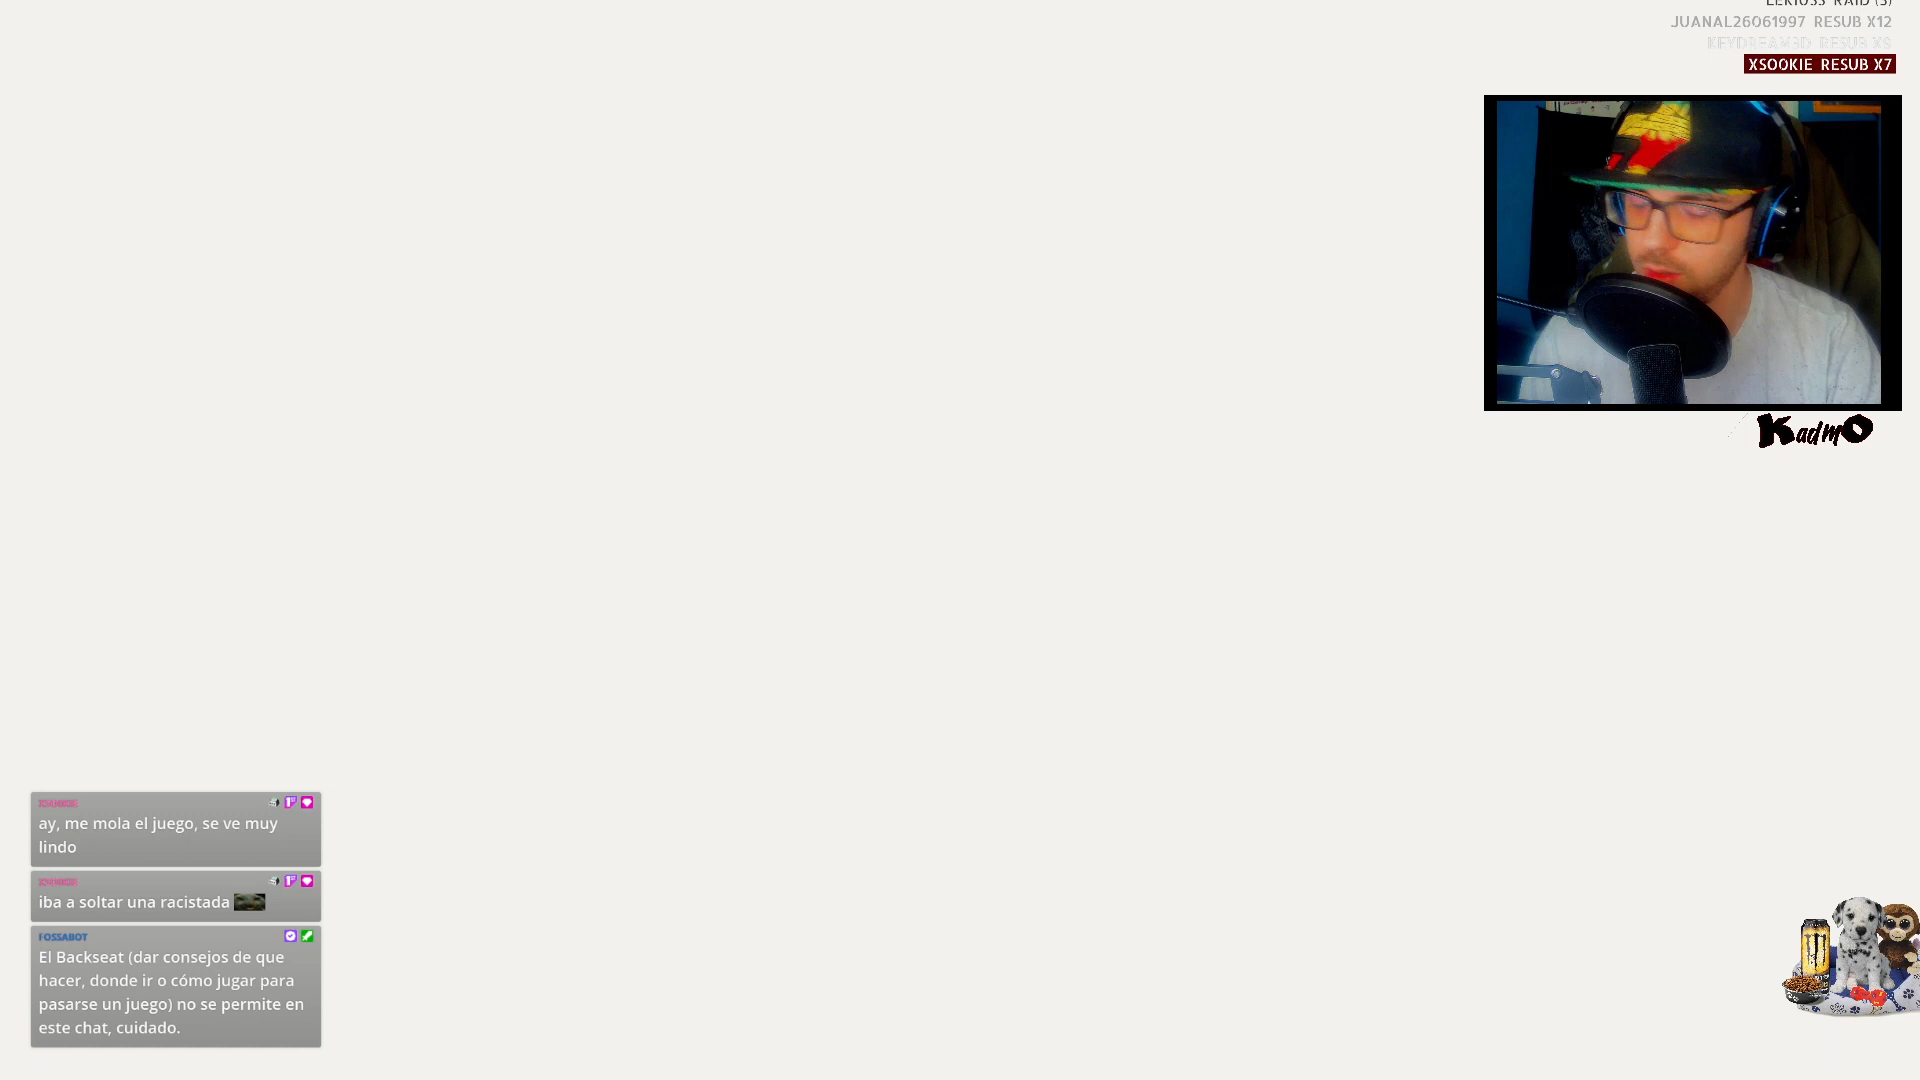 JUANAL26061997 RESUB X12
XSOOKIE RESUB X7
KadmO
ay, me mola el juego, se ve muy
lindo
iba a soltar una racistada
FOSSABOT
El Backseat (dar consejos de que
hacer, donde ir o cómo jugar para
pasarse un juego) no se permite en
este chat, cuidado.